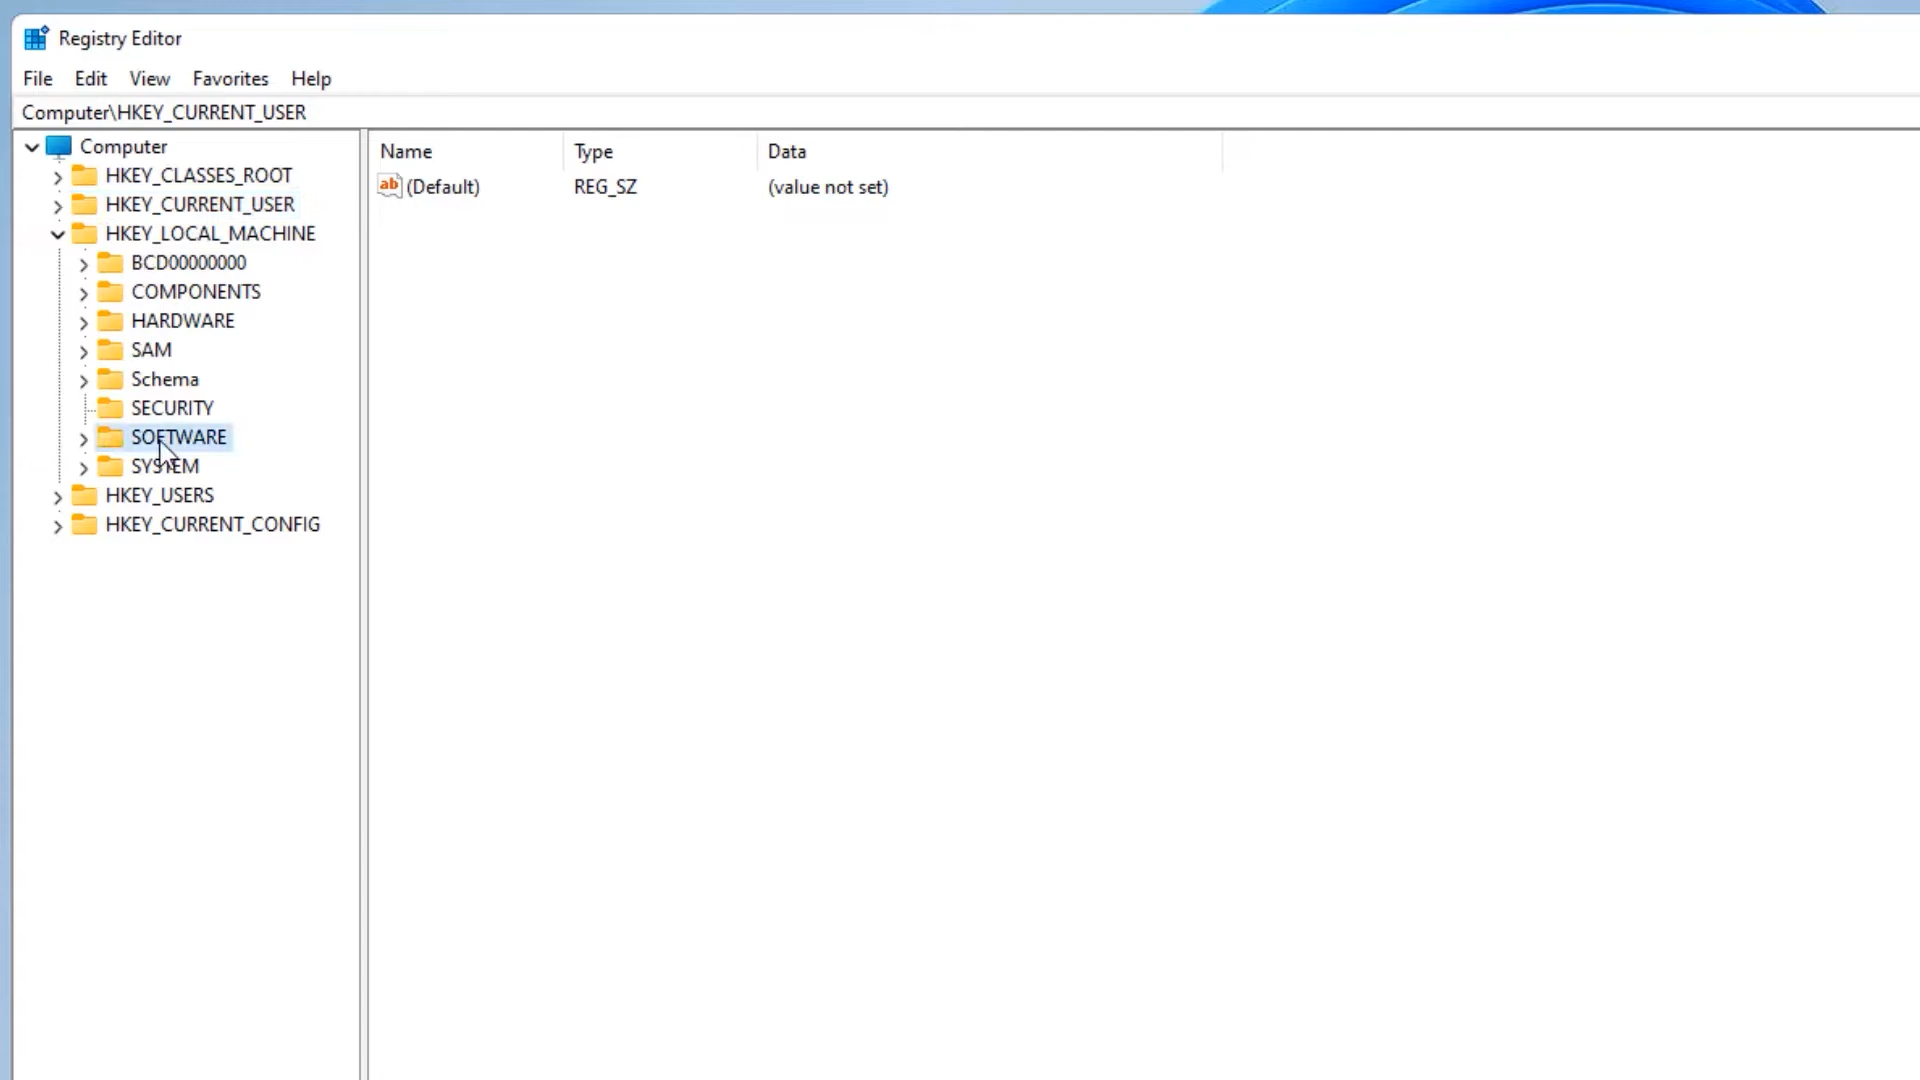 Registry Editor
File Edit View Favorites Help
Computer\HKEY_CURRENT_USER
Computer
HKEY_CLASSES_ROOT
HKEY_CURRENT_USER
HKEY_LOCAL_MACHINE
BCD00000000
COMPONENTS
HARDWARE
SAM
Schema
SECURITY
SOFTWARE
SYSTEM
HKEY_USERS
HKEY_CURRENT_CONFIG
Name Type Data
ab (Default) REG_SZ (value not set)